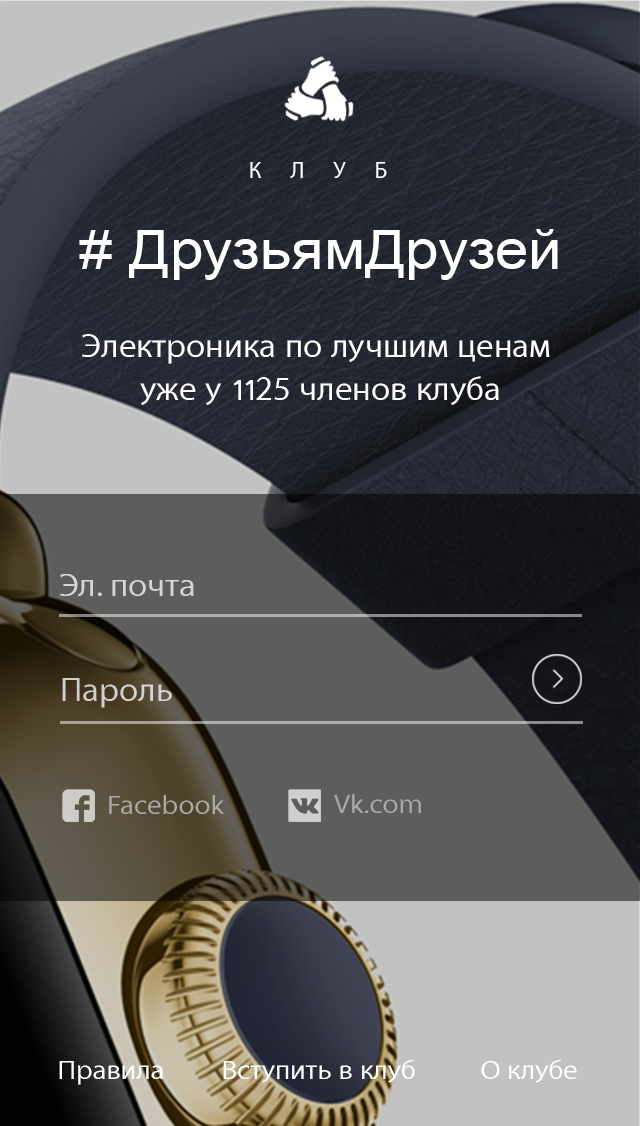 КЛУБ
# ДрузьямДрузей
Электроника по лучшим ценам
уже у 1125 членов клуба
Эл. почта
Пароль
Facebook Vk.com
Правила Вступить в клуб О клубе